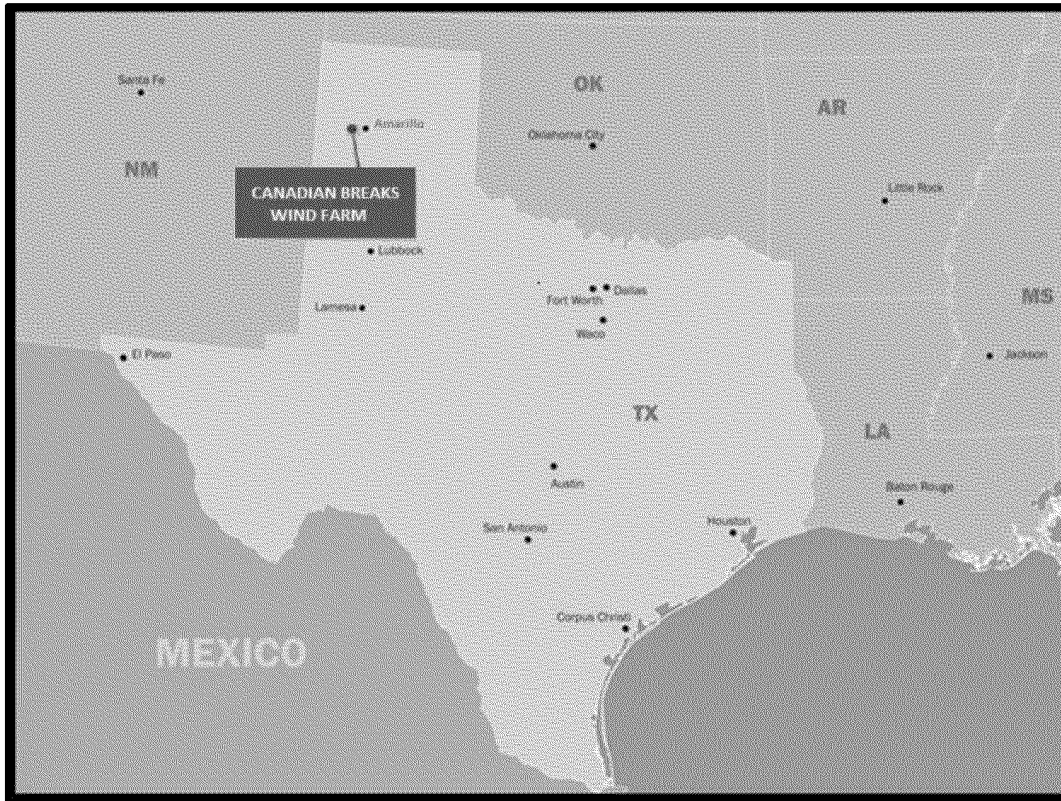 Santa Fe
OK
AR
Amarillo
Oklahoma City
NM
CANADIAN BREAKS
WIND FARM
Little Rock
Lubbock
Lamesa
Fort Worth
Dallas
MS
Waco
El Paso
Jackson
TX
LA
Austin
Baton Rouge
San Antonio
Houston
Corpus Christi
MEXICO